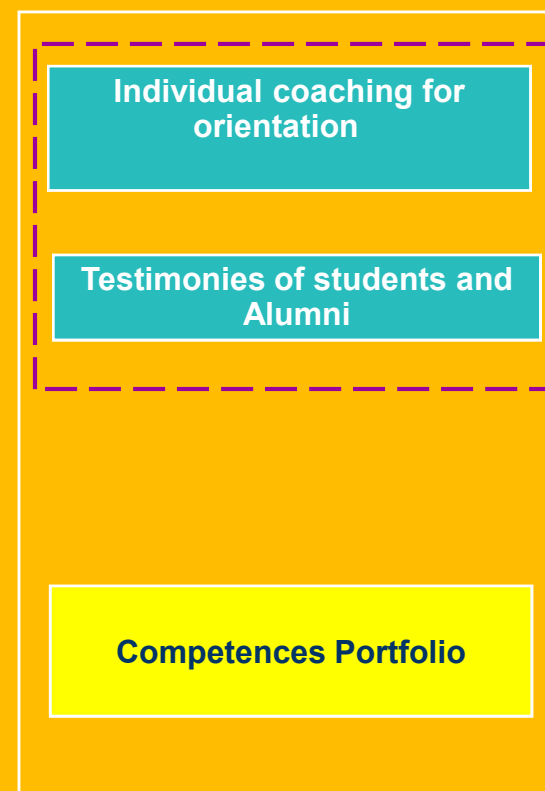 Individual coaching for
orientation
Testimonies of students and
Alumni
Competences Portfolio